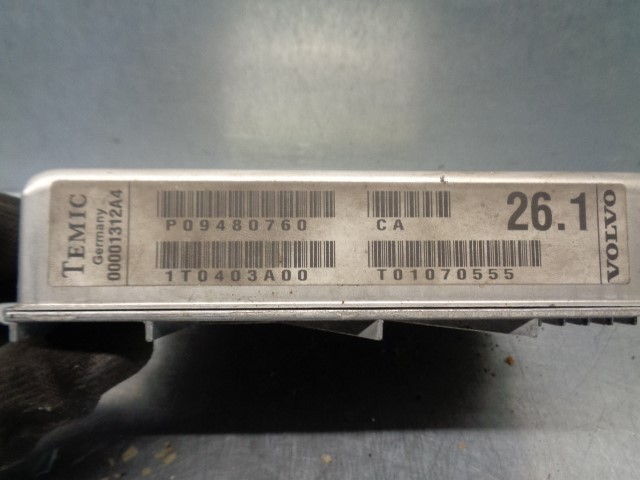 TEMIC
Germany
00001312A4
P09480760
CA
26.1
1T0403A00
T01070555
VOLVO